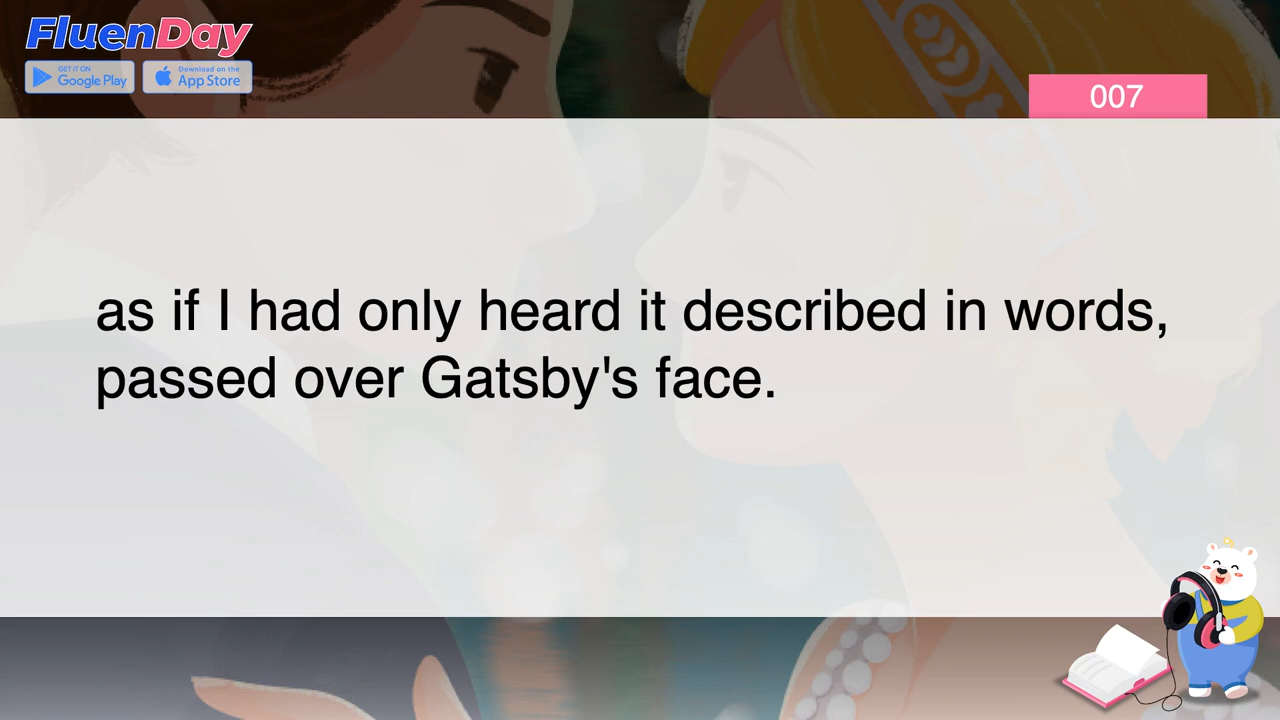 FluenDay
GET IT ON
Google Play
Download on the
App Store
007
as if I had only heard it described in words,
passed over Gatsby's face.